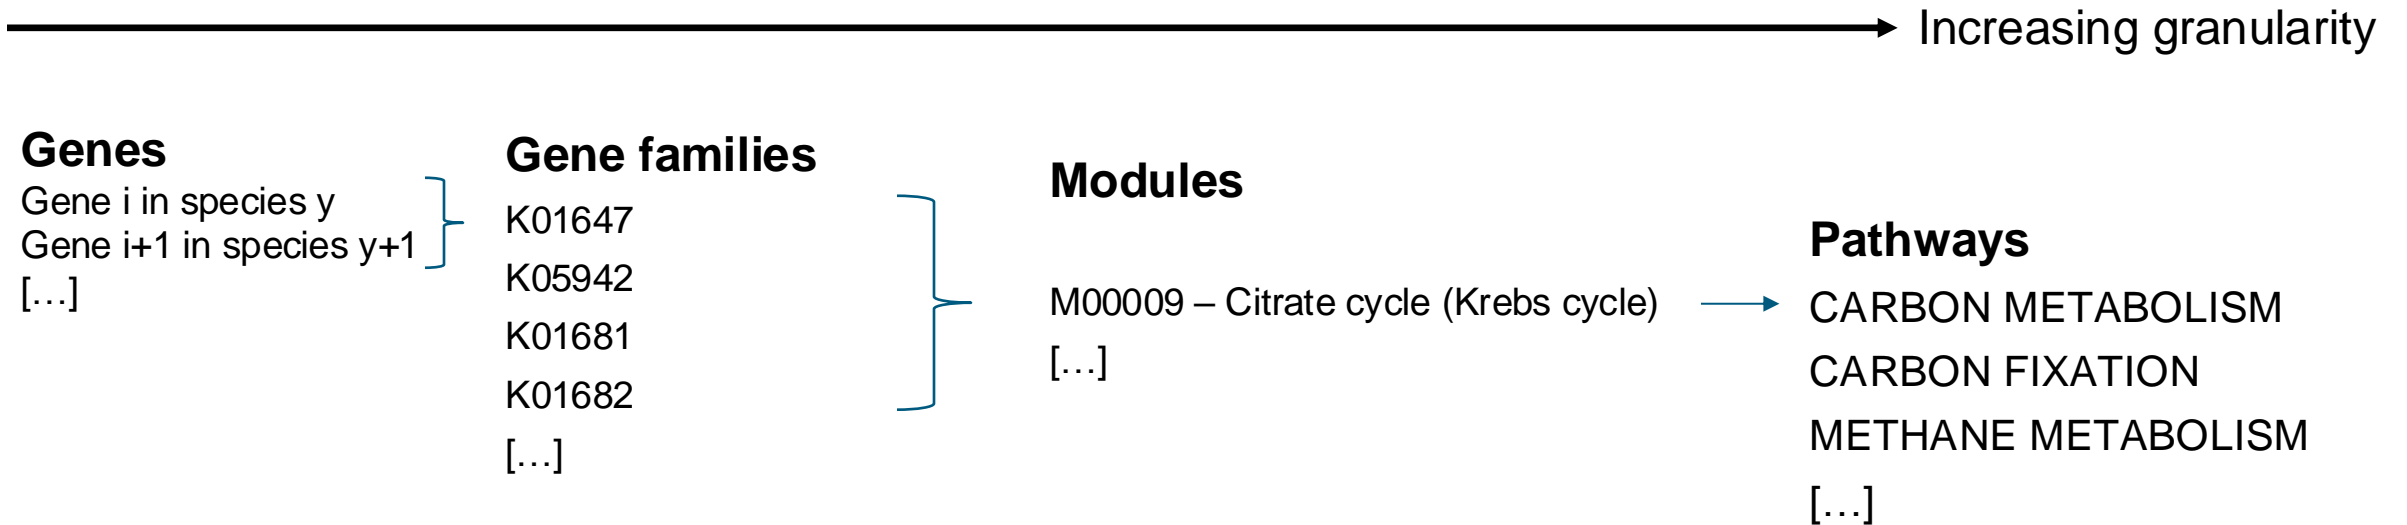 Increasing granularity
Genes
Gene i in species y
Gene i+1 in species y+1
[…]
Gene families
K01647
K05942
K01681
K01682
[…]
Modules
M00009 – Citrate cycle (Krebs cycle)
[…]
Pathways
CARBON METABOLISM
CARBON FIXATION
METHANE METABOLISM
[…]